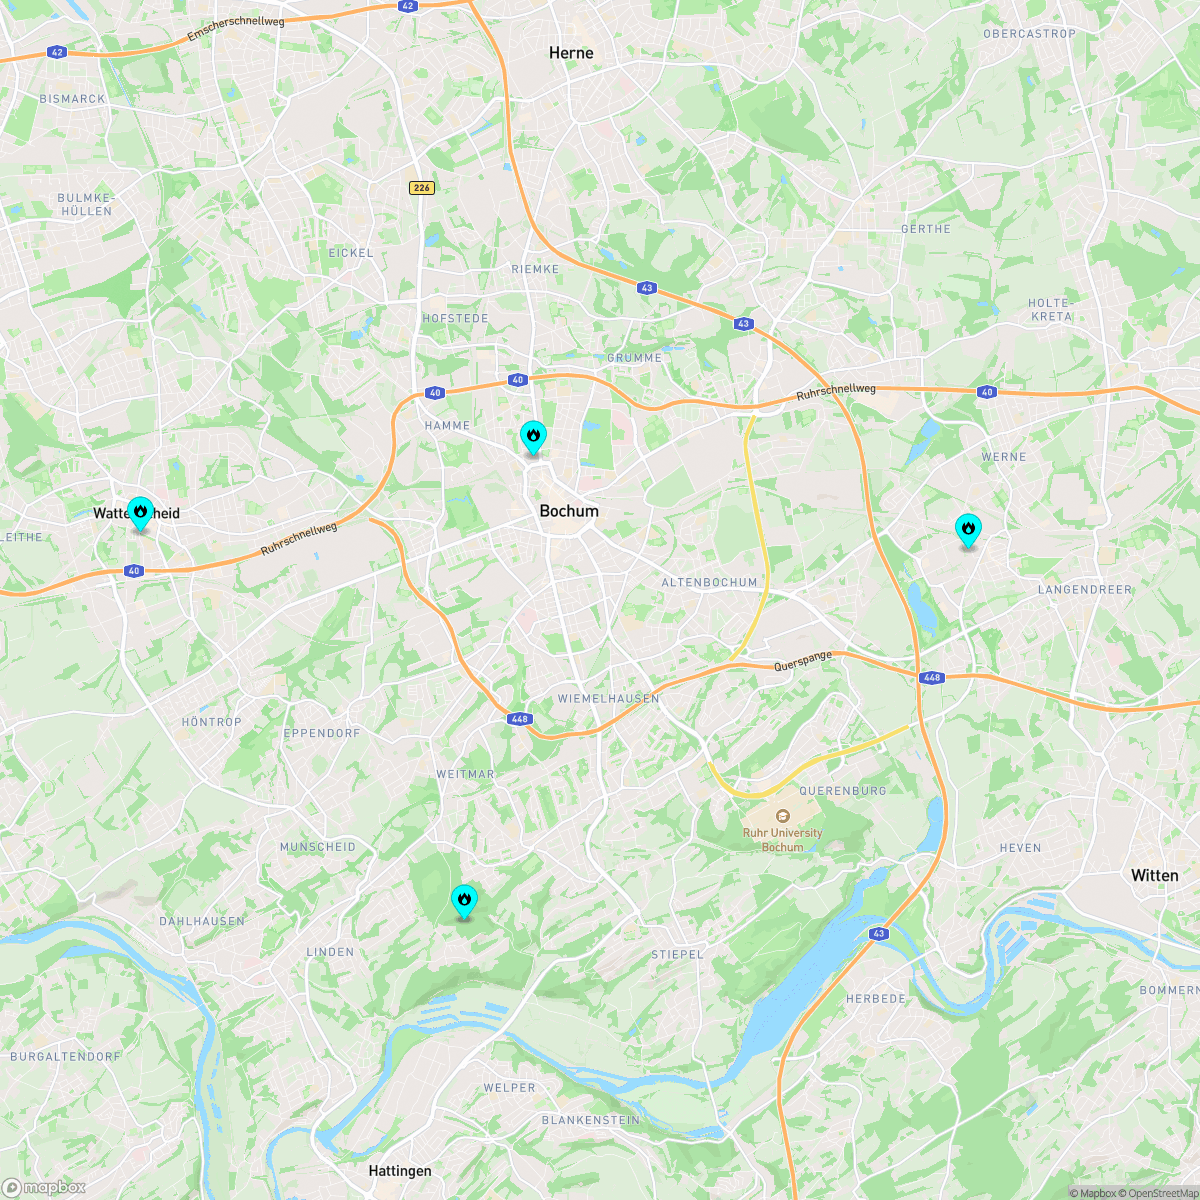 Emscherschnellweg
42
42
Herne
OBERCASTROP
BISMARCK
226
BULMKE-
HÜLLEN
GERTHE
EICKEL
RIEMKE
43
HOLTE-
KRETA
HOFSTEDE
43
GRUMME
40
40
Ruhrschnellweg
40
HAMME
WERNE
Bochum
LEITHE
Ruhrschnellweg
40
ALTENBOCHUM
LANGENDREER
Querspange
448
WIEMELHAUSEN
HÖNTROP
448
EPPENDORF
WEITMAR
QUERENBURG
Ruhr University
Bochum
MUNSCHEID
HEVEN
Witten
DAHLHAUSEN
43
LINDEN
STIEPEL
BOMMERN
HERBEDE
BURGALTENDORF
WELPER
BLANKENSTEIN
Hattingen
mapbox
© Mapbox © OpenStreetMap